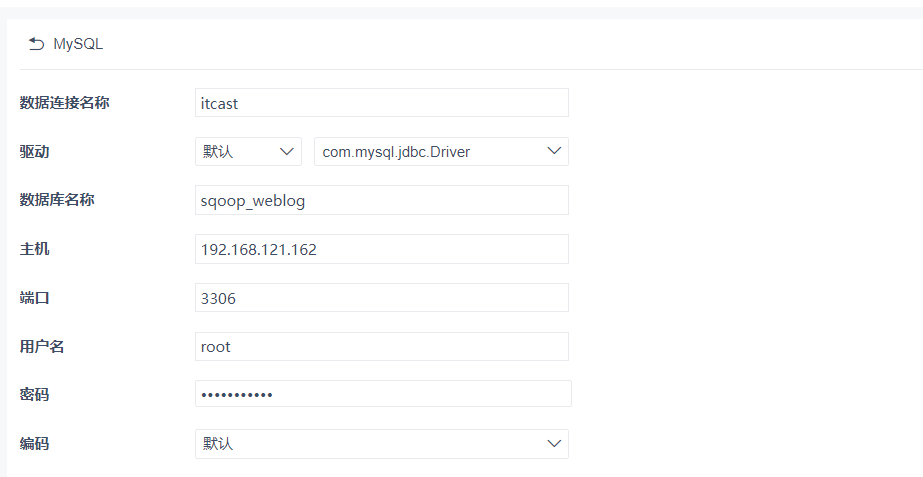 MySQL
数据连接名称 itcast
驱动 默认 com.mysql.jdbc.Driver
数据库名称 sqoop_weblog
主机 192.168.121.162
端口 3306
用户名 root
密码 •••••••••••
编码 默认